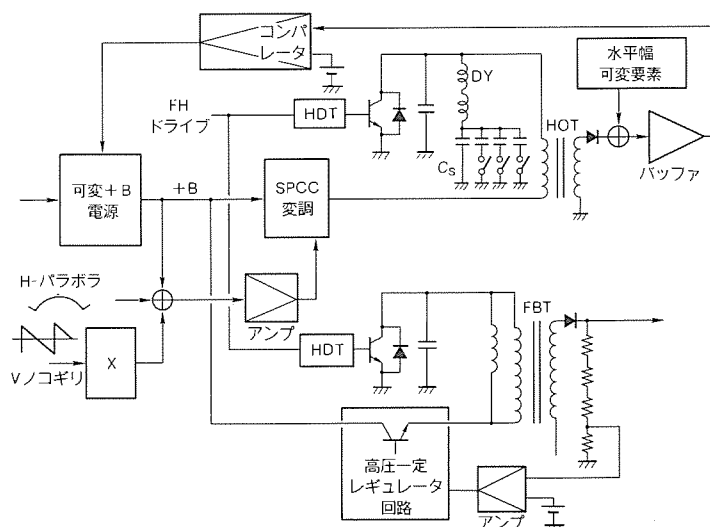 コンパ
レータ
水平幅
可変要素
FH
ドライブ
HDT
DY
Cs
HOT
バッファ
可変+B
電源
+B
SPCC
変調
H-パラボラ
アンプ
Vノコギリ
X
HDT
FBT
高圧一定
レギュレータ
回路
アンプ